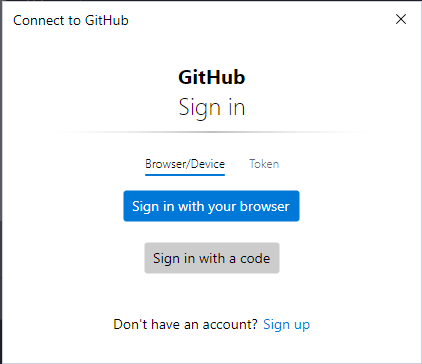 Connect to GitHub
GitHub
Sign in
Browser/Device Token
Sign in with your browser
Sign in with a code
Don't have an account? Sign up